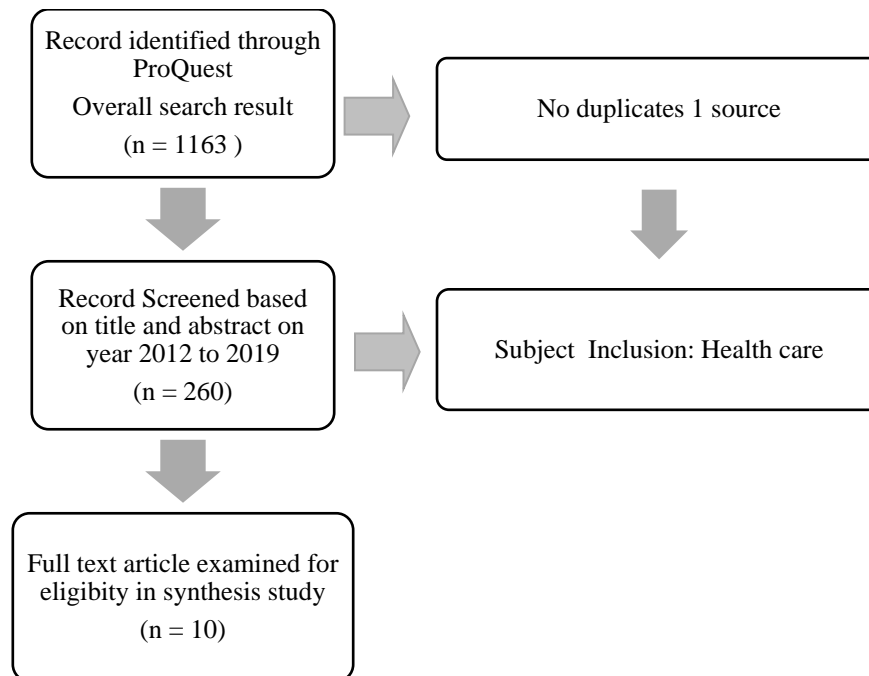 Record identified through
ProQuest
Overall search result
(n = 1163 )
No duplicates 1 source
Record Screened based
on title and abstract on
year 2012 to 2019
(n = 260)
Subject  Inclusion: Health care
Full text article examined for
eligibity in synthesis study
(n = 10)